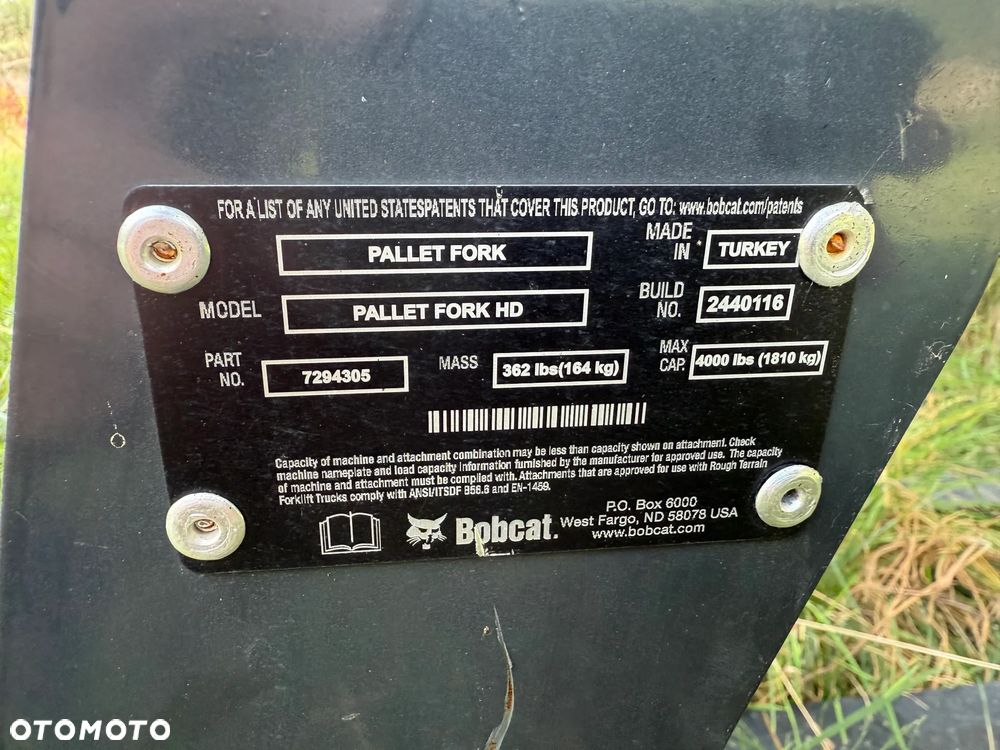 FOR A LIST OF ANY UNITED STATESPATENTS THAT COVER THIS PRODUCT, GO TO: www.bobcat.com/patents
PALLET FORK
MADE IN
TURKEY
MODEL
PALLET FORK HD
BUILD NO.
2440116
PART NO.
7294305
MASS
362 lbs(164 kg)
MAX CAP.
4000 lbs (1810 kg)
Capacity of machine and attachment combination may be less than capacity shown on attachment. Check
machine nameplate and load capacity information furnished by the manufacturer for approved use. The capacity
of machine and attachment must be complied with. Attachments that are approved for use with Rough Terrain
Forklift Trucks comply with ANSI/ITSDF B56.6 and EN-1459.
Bobcat.
P.O. Box 6000
West Fargo, ND 58078 USA
www.bobcat.com
OTOMOTO